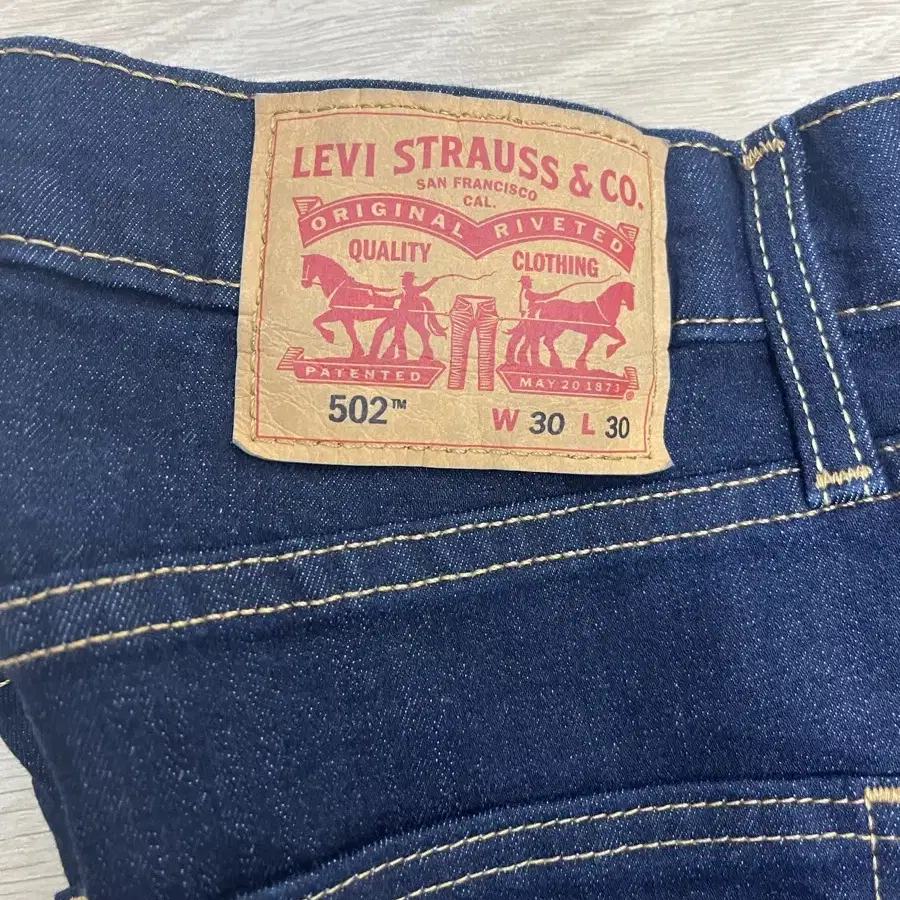 LEVI STRAUSS & CO.
SAN FRANCISCO
CAL.
ORIGINAL RIVETED
QUALITY CLOTHING
PATENTED MAY 20 1873 ®
502™ W 30 L 30